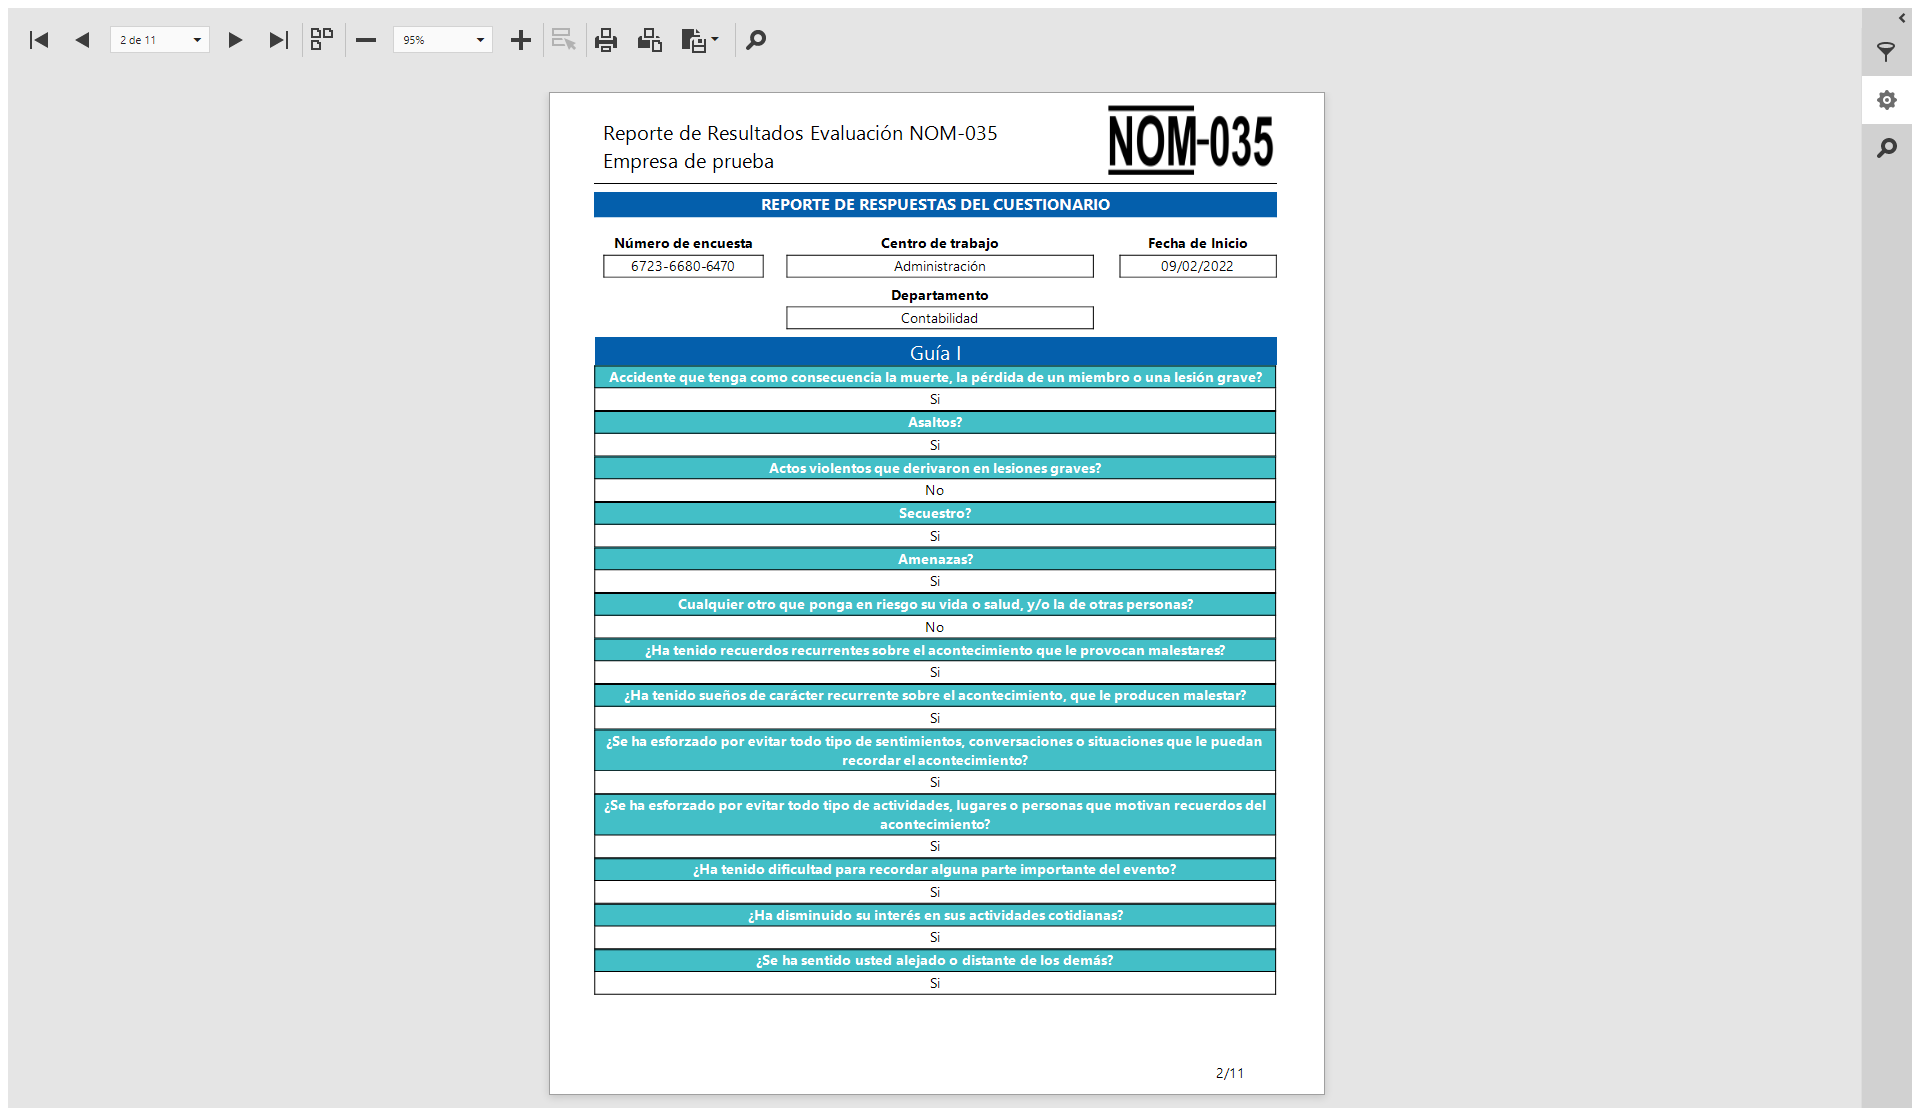 2 de 11
95%
Reporte de Resultados Evaluación NOM-035
Empresa de prueba
NOM-035
REPORTE DE RESPUESTAS DEL CUESTIONARIO
Número de encuesta
Centro de trabajo
Fecha de Inicio
6723-6680-6470
Administración
09/02/2022
Departamento
Contabilidad
Guía I
Accidente que tenga como consecuencia la muerte, la pérdida de un miembro o una lesión grave?
Si
Asaltos?
Si
Actos violentos que derivaron en lesiones graves?
No
Secuestro?
Si
Amenazas?
Si
Cualquier otro que ponga en riesgo su vida o salud, y/o la de otras personas?
No
¿Ha tenido recuerdos recurrentes sobre el acontecimiento que le provocan malestares?
Si
¿Ha tenido sueños de carácter recurrente sobre el acontecimiento, que le producen malestar?
Si
¿Se ha esforzado por evitar todo tipo de sentimientos, conversaciones o situaciones que le puedan
recordar el acontecimiento?
Si
¿Se ha esforzado por evitar todo tipo de actividades, lugares o personas que motivan recuerdos del
acontecimiento?
Si
¿Ha tenido dificultad para recordar alguna parte importante del evento?
Si
¿Ha disminuido su interés en sus actividades cotidianas?
Si
¿Se ha sentido usted alejado o distante de los demás?
Si
2/11